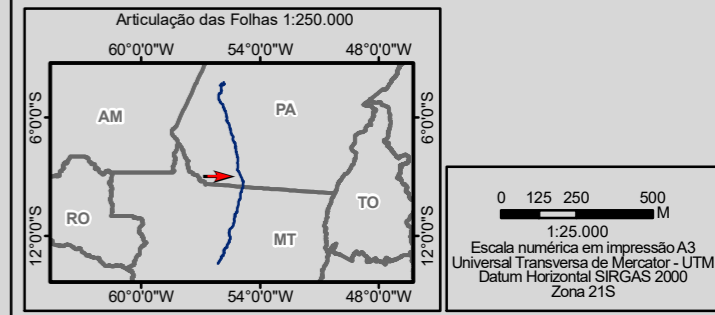 Articulação das Folhas 1:250.000
60°0'0"W 54°0'0"W 48°0'0"W
6°0'0"S
12°0'0"S
AM
PA
RO
MT
TO
6°0'0"S
12°0'0"S
60°0'0"W 54°0'0"W 48°0'0"W
0 125 250 500
M
1:25.000
Escala numérica em impressão A3
Universal Transversa de Mercator - UTM
Datum Horizontal SIRGAS 2000
Zona 21S